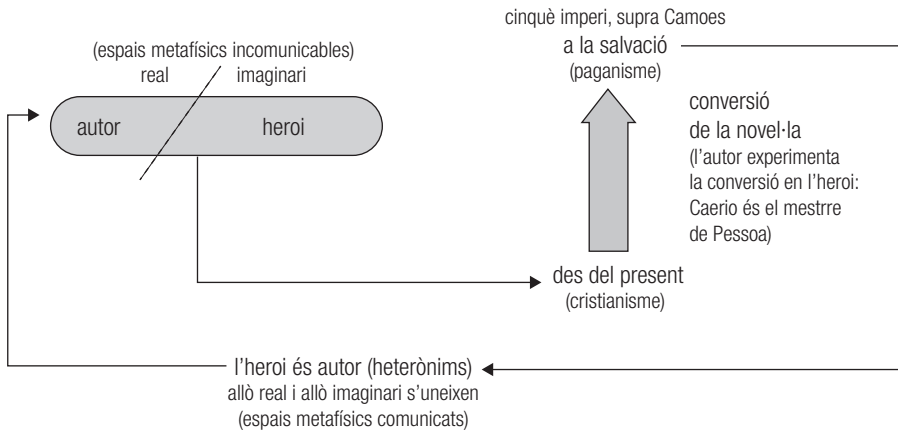 cinquè imperi, supra Camoes
a la salvació
(paganisme)
(espais metafísics incomunicables)
real imaginari
autor heroi
conversió
de la novel·la
(l'autor experimenta
la conversió en l'heroi:
Caerio és el mestrre
de Pessoa)
des del present
(cristianisme)
l'heroi és autor (heterònims)
allò real i allò imaginari s'uneixen
(espais metafísics comunicats)